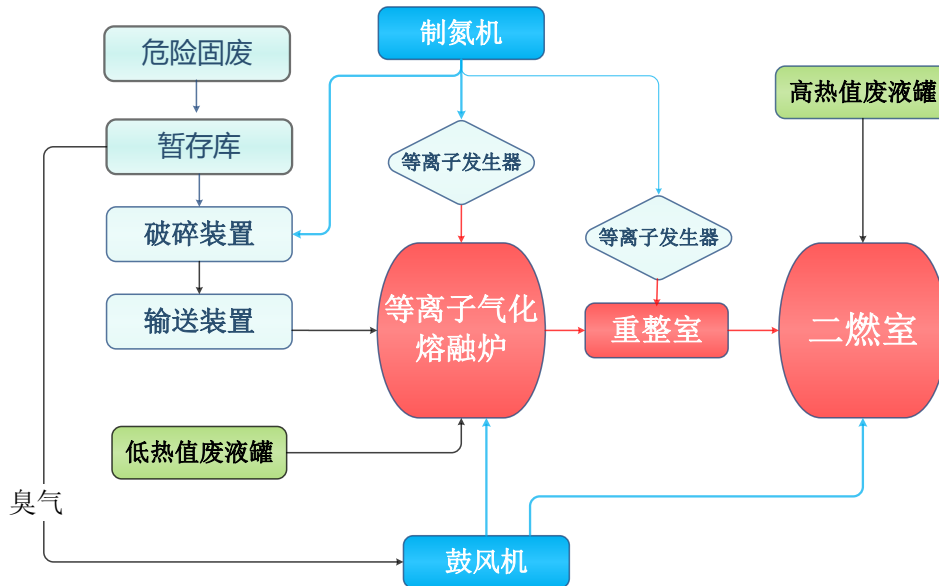 制氮机
危险固废
高热值废液罐
暂存库
等离子发生器
破碎装置
等离子发生器
输送装置
等离子气化
熔融炉
重整室
二燃室
低热值废液罐
臭气
鼓风机